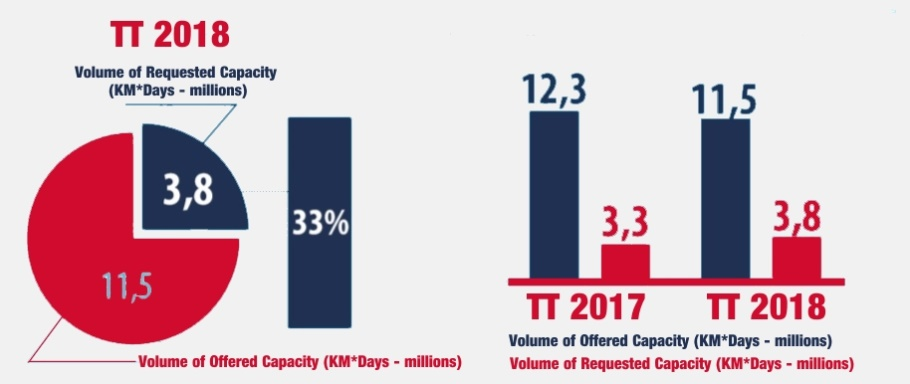 TT 2018
Volume of Requested Capacity
(KM*Days - millions)
3,8
33%
11,5
Volume of Offered Capacity (KM*Days - millions)
12,3
3,3
11,5
3,8
TT 2017
TT 2018
Volume of Offered Capacity (KM*Days - millions)
Volume of Requested Capacity (KM*Days - millions)